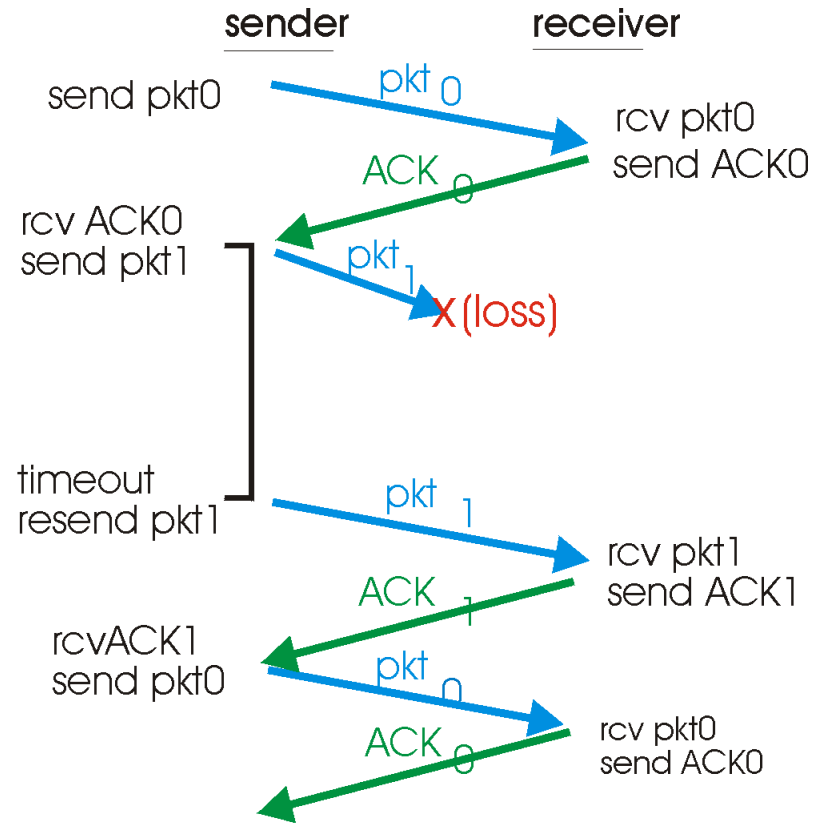 sender
receiver
send pkt0
pkt 0
rcv pkt0
send ACK0
ACK 0
rcv ACK0
send pkt1
pkt 1
X (loss)
timeout
resend pkt1
pkt 1
rcv pkt1
send ACK1
ACK 1
rcvACK1
send pkt0
pkt 0
rcv pkt0
send ACK0
ACK 0